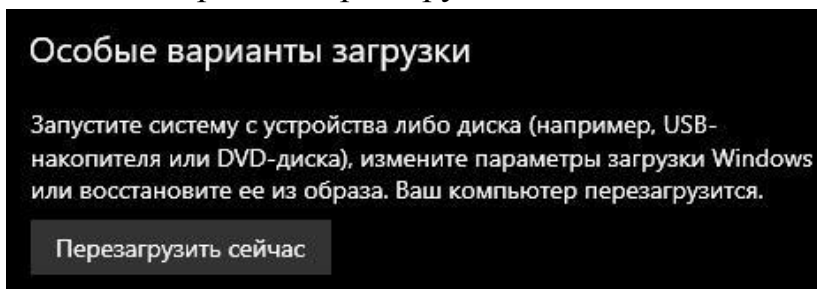 Особые варианты загрузки
Запустите систему с устройства либо диска (например, USB-
накопителя или DVD-диска), измените параметры загрузки Windows
или восстановите ее из образа. Ваш компьютер перезагрузится.
Перезагрузить сейчас